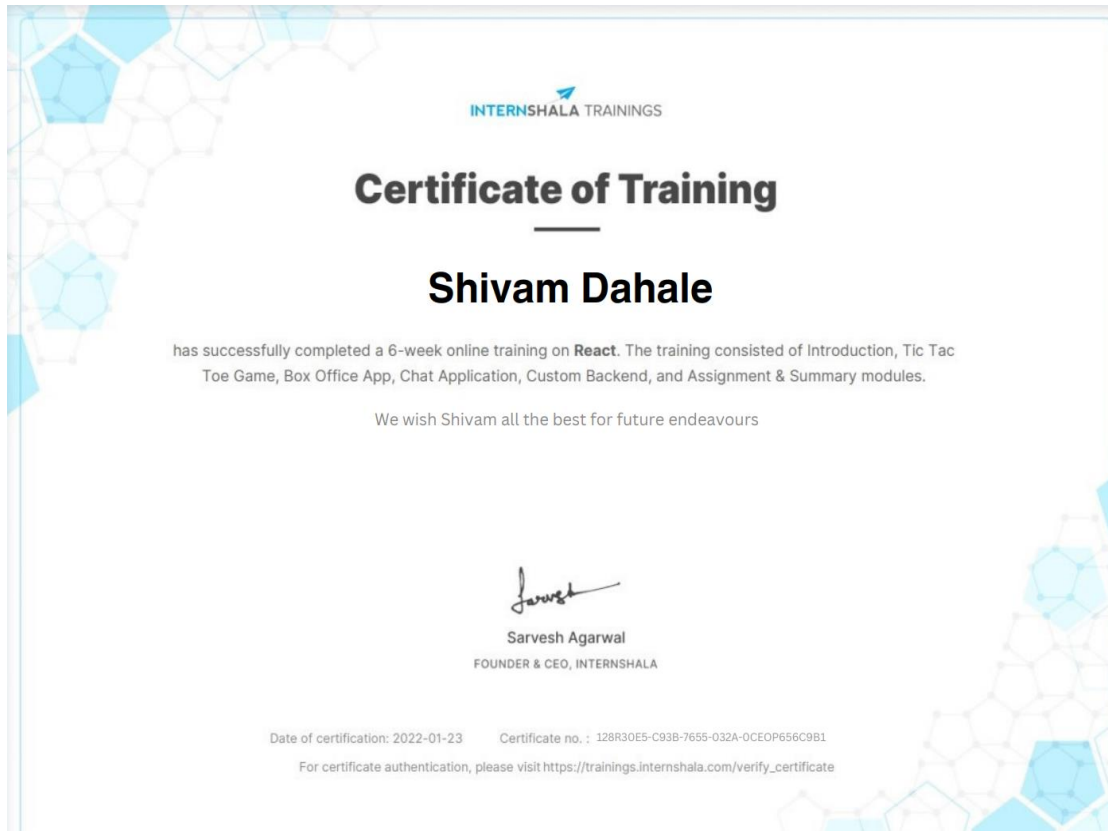 INTERNSHALA TRAININGS
Certificate of Training
Shivam Dahale
has successfully completed a 6-week online training on React. The training consisted of Introduction, Tic Tac
Toe Game, Box Office App, Chat Application, Custom Backend, and Assignment & Summary modules.
We wish Shivam all the best for future endeavours
Sarvesh
Sarvesh Agarwal
FOUNDER & CEO, INTERNSHALA
Date of certification: 2022-01-23 Certificate no. : 128R30E5-C93B-7655-032A-0CEOP656C9B1
For certificate authentication, please visit https://trainings.internshala.com/verify_certificate